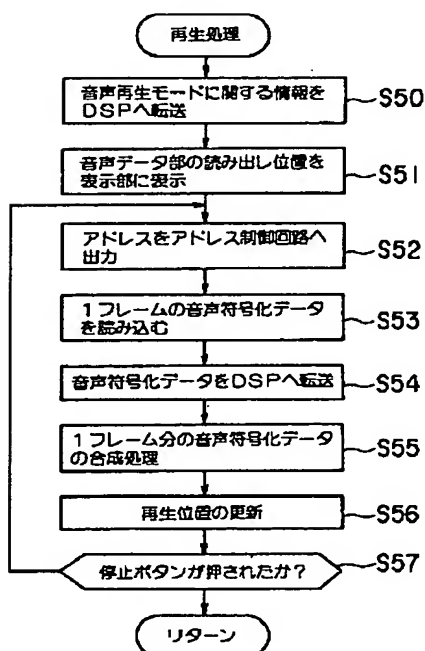 再生処理
音声再生モードに関する情報を
DSPへ転送
S50
音声データ部の読み出し位置を
表示部に表示
S51
アドレスをアドレス制御回路へ
出力
S52
1フレームの音声符号化データ
を読み込む
S53
音声符号化データをDSPへ転送
S54
1フレーム分の音声符号化データ
の合成処理
S55
再生位置の更新
S56
停止ボタンが押されたか?
S57
リターン